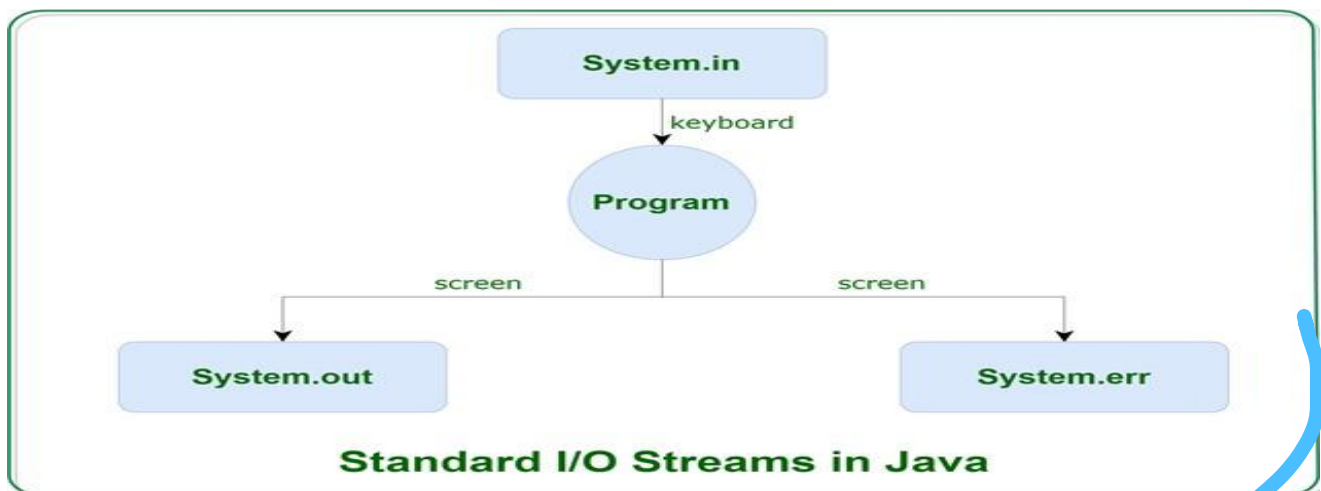 System.in
keyboard
Program
screen screen
System.out System.err
Standard I/O Streams in Java